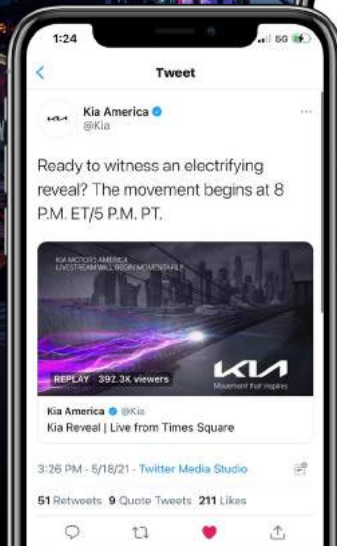 1:24
5G
Tweet
KIA
Kia America
@Kia
Ready to witness an electrifying
reveal? The movement begins at 8
P.M. ET/5 P.M. PT.
KIA MOTORS AMERICA
LIVESTREAM WILL BEGIN MOMENTARILY
REPLAY 392.3K viewers
KIA
Movement that inspires
Kia America @Kia
Kia Reveal | Live from Times Square
3:26 PM - 5/18/21 - Twitter Media Studio
51 Retweets 9 Quote Tweets 211 Likes